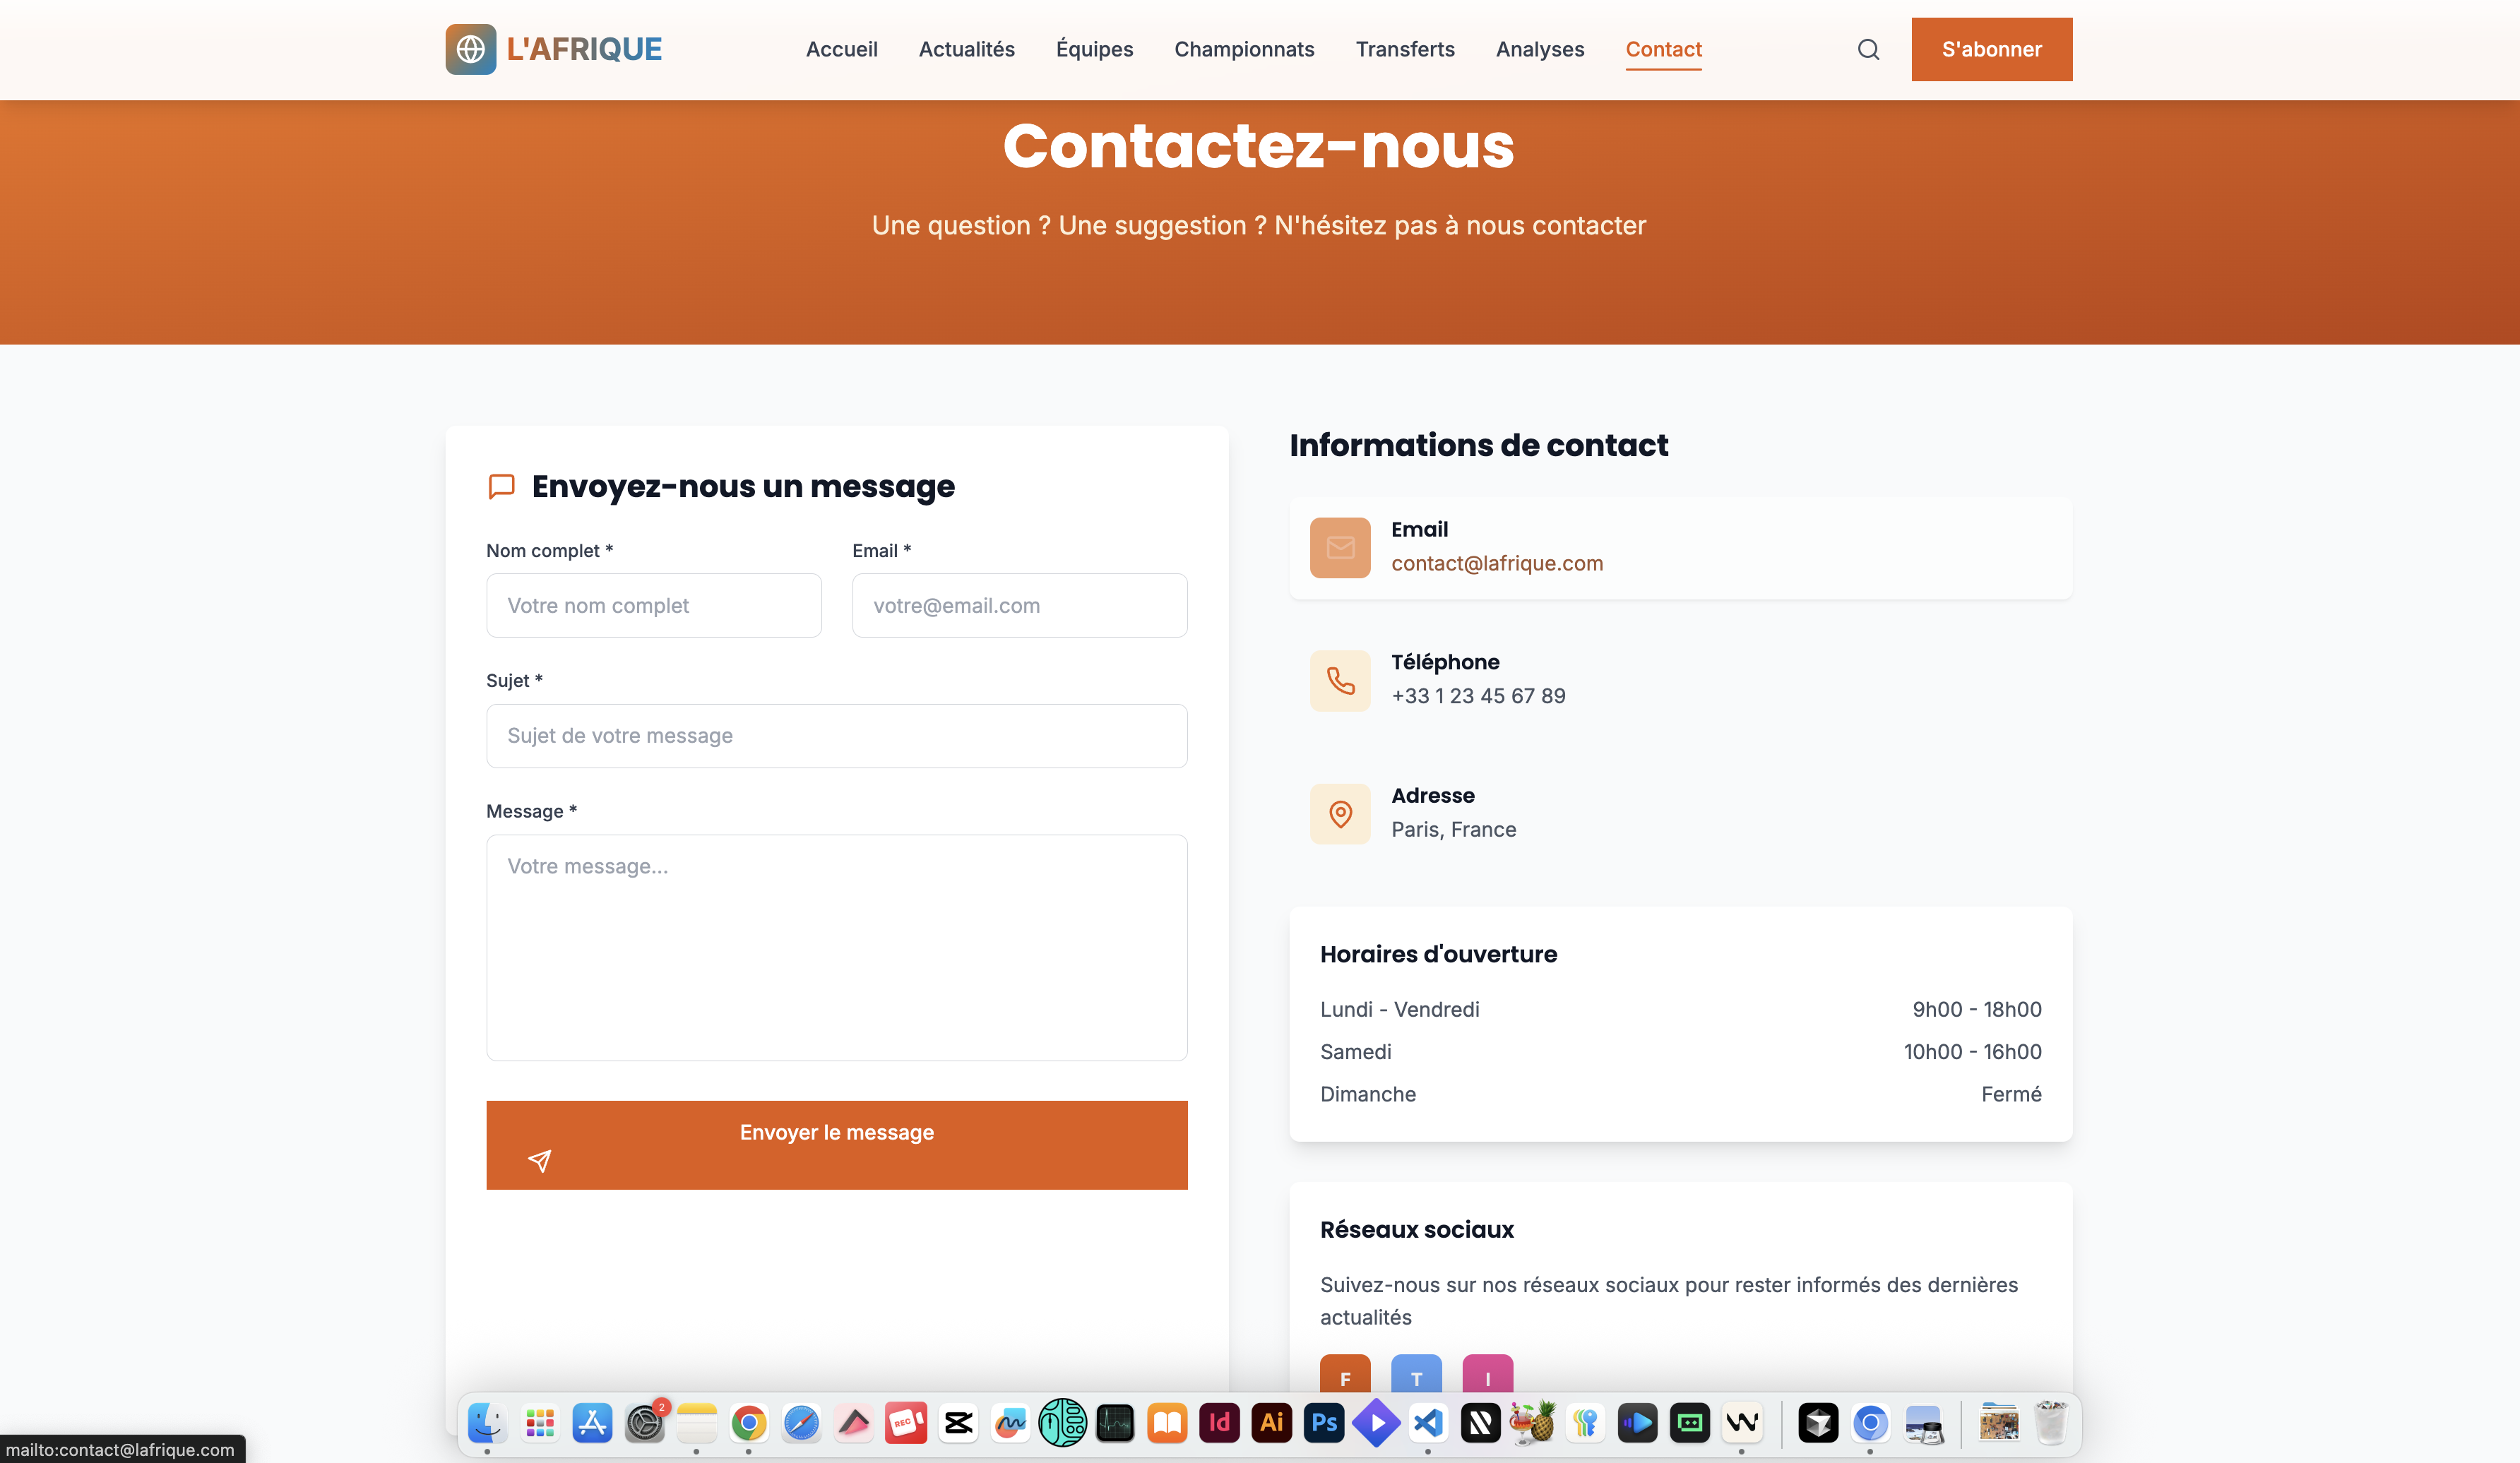 L'AFRIQUE
Accueil
Actualités
Équipes
Championnats
Transferts
Analyses
Contact
S'abonner
Contactez-nous
Une question ? Une suggestion ? N'hésitez pas à nous contacter
Envoyez-nous un message
Nom complet *
Email *
Votre nom complet
votre@email.com
Sujet *
Sujet de votre message
Message *
Votre message...
Envoyer le message
Informations de contact
Email
contact@lafrique.com
Téléphone
+33 1 23 45 67 89
Adresse
Paris, France
Horaires d'ouverture
Lundi - Vendredi
9h00 - 18h00
Samedi
10h00 - 16h00
Dimanche
Fermé
Réseaux sociaux
Suivez-nous sur nos réseaux sociaux pour rester informés des dernières
actualités
F
T
I
2
REC
Id
Ai
Ps
mailto:contact@lafrique.com